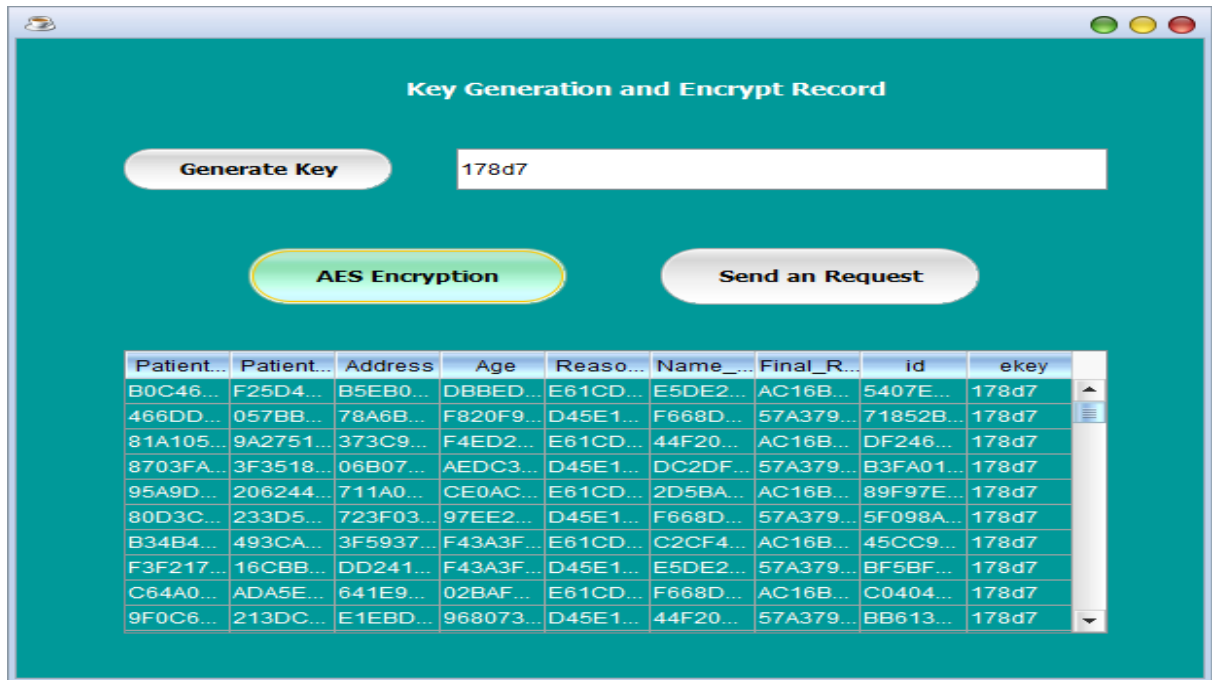 Key Generation and Encrypt Record
Generate Key 178d7
AES Encryption Send an Request
Patient... Patient... Address Age Reaso... Name_... Final_R... id ekey
B0C46... F25D4... B5EB0... DBBED... E61CD... E5DE2... AC16B... 5407E... 178d7
466DD... 057BB... 78A6B... F820F9... D45E1... F668D... 57A379... 71852B... 178d7
81A105... 9A2751... 373C9... F4ED2... E61CD... 44F20... AC16B... DF246... 178d7
8703FA... 3F3518... 06B07... AEDC3... D45E1... DC2DF... 57A379... B3FA01... 178d7
95A9D... 206244... 711A0... CE0AC... E61CD... 2D5BA... AC16B... 89F97E... 178d7
80D3C... 233D5... 723F03... 97EE2... D45E1... F668D... 57A379... 5F098A... 178d7
B34B4... 493CA... 3F5937... F43A3F... E61CD... C2CF4... AC16B... 45CC9... 178d7
F3F217... 16CBB... DD241... F43A3F... D45E1... E5DE2... 57A379... BF5BF... 178d7
C64A0... ADA5E... 641E9... 02BAF... E61CD... F668D... AC16B... C0404... 178d7
9F0C6... 213DC... E1EBD... 968073... D45E1... 44F20... 57A379... BB613... 178d7